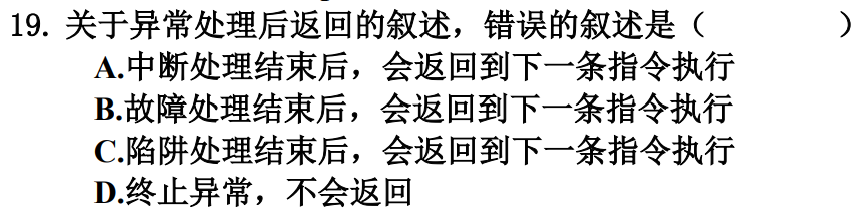 19. 关于异常处理后返回的叙述，错误的叙述是（ ）
A.中断处理结束后，会返回到下一条指令执行
B.故障处理结束后，会返回到下一条指令执行
C.陷阱处理结束后，会返回到下一条指令执行
D.终止异常，不会返回